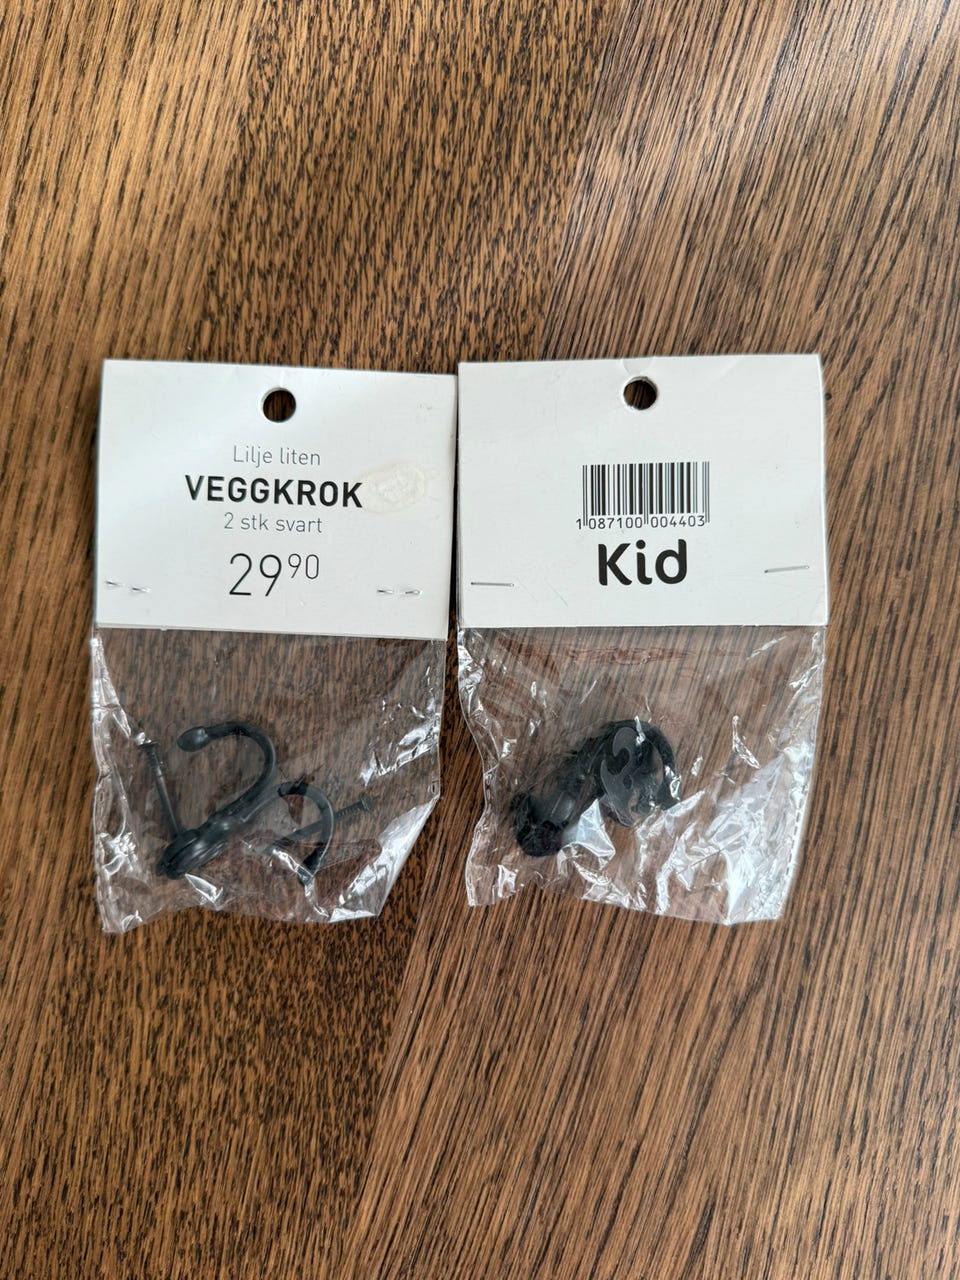 Lilje liten
VEGGKROK
2 stk svart
29⁹⁰
1 087100 004403
Kid